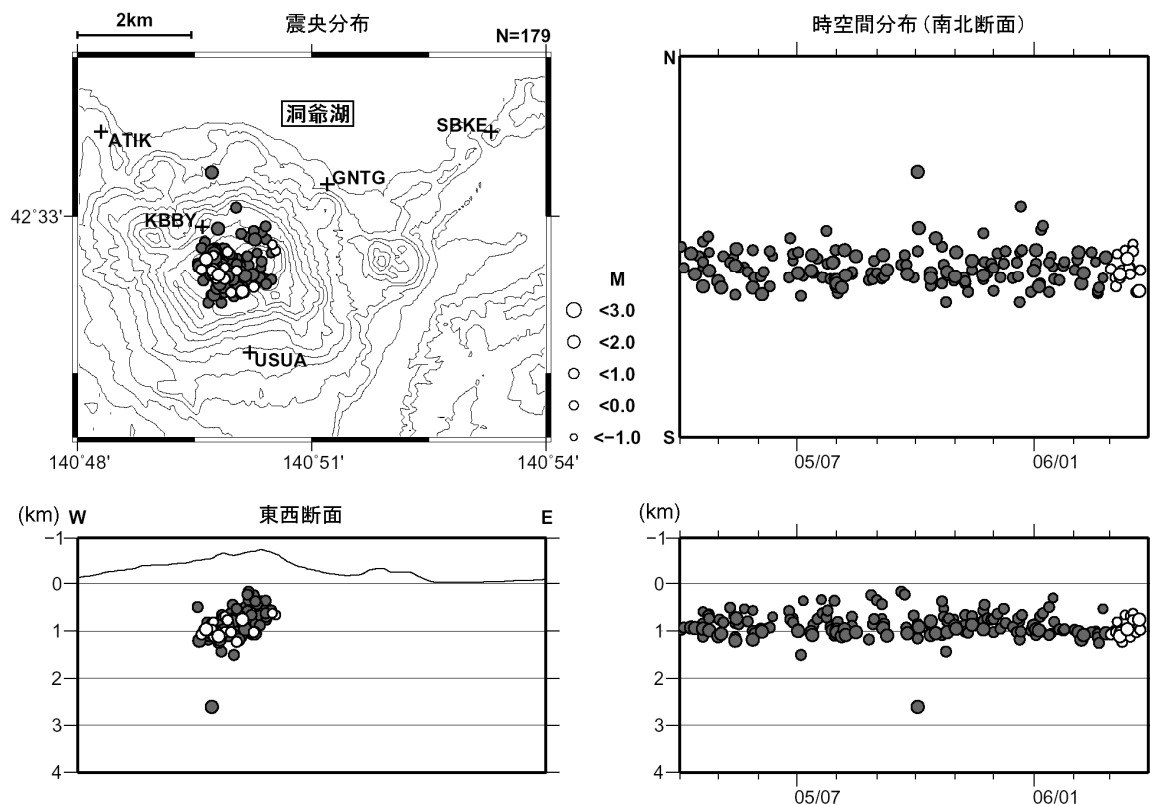 2km
震央分布
N=179
洞爺湖
ATIK
SBKE
GNTG
KBBY
USUA
42°33'
140°48'
140°51'
140°54'
M
<3.0
<2.0
<1.0
<0.0
<−1.0
時空間分布（南北断面）
N
S
05/07
06/01
(km)
W
東西断面
E
−1
0
1
2
3
4
(km)
−1
0
1
2
3
4
05/07
06/01